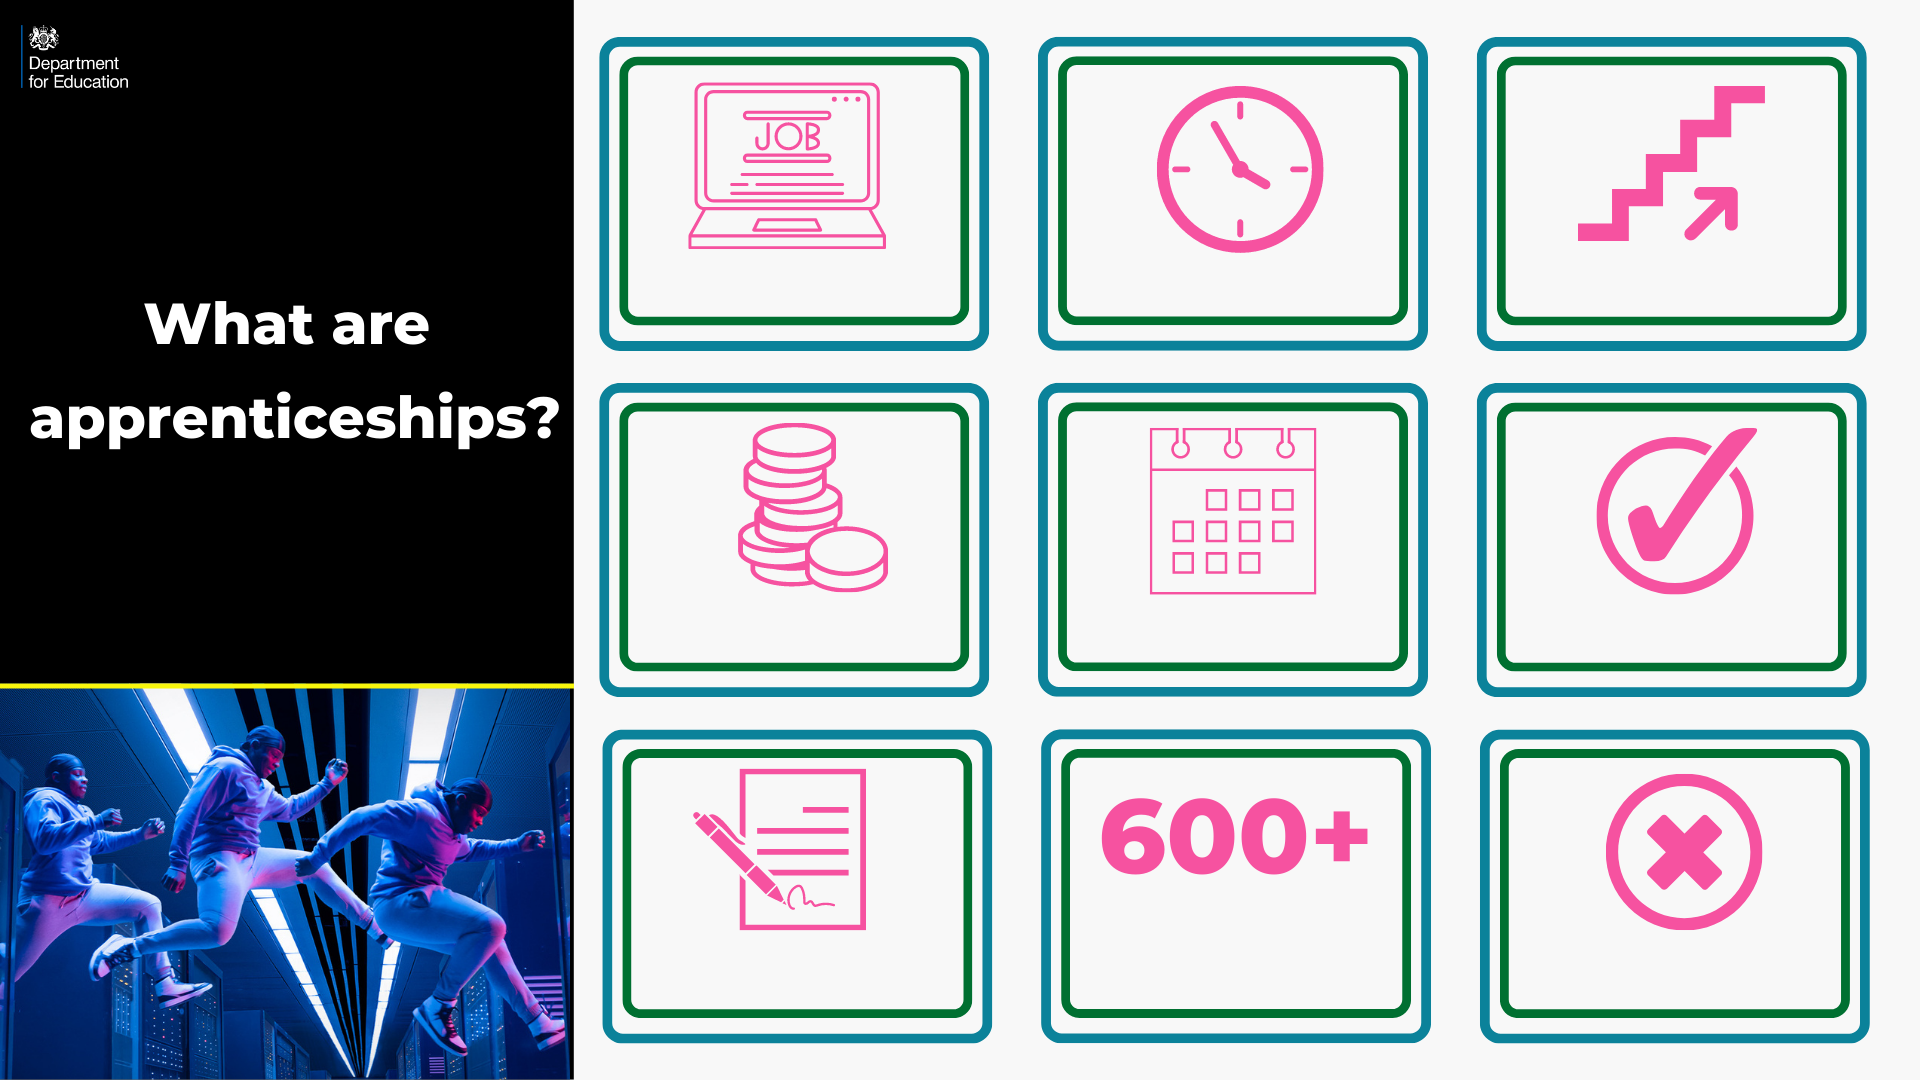 Department
for Education
What are
apprenticeships?
JOB
600+